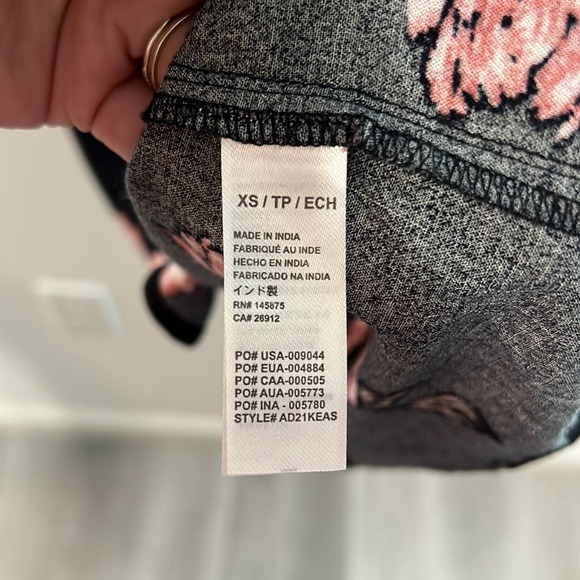 XS / TP / ECH
MADE IN INDIA
FABRIQUÉ AU INDE
HECHO EN INDIA
FABRICADO NA INDIA
インド製
RN# 145875
CA# 26912
PO# USA-009044
PO# EUA-004884
PO# CAA-000505
PO# AUA-005773
PO# INA - 005780
STYLE# AD21KEAS